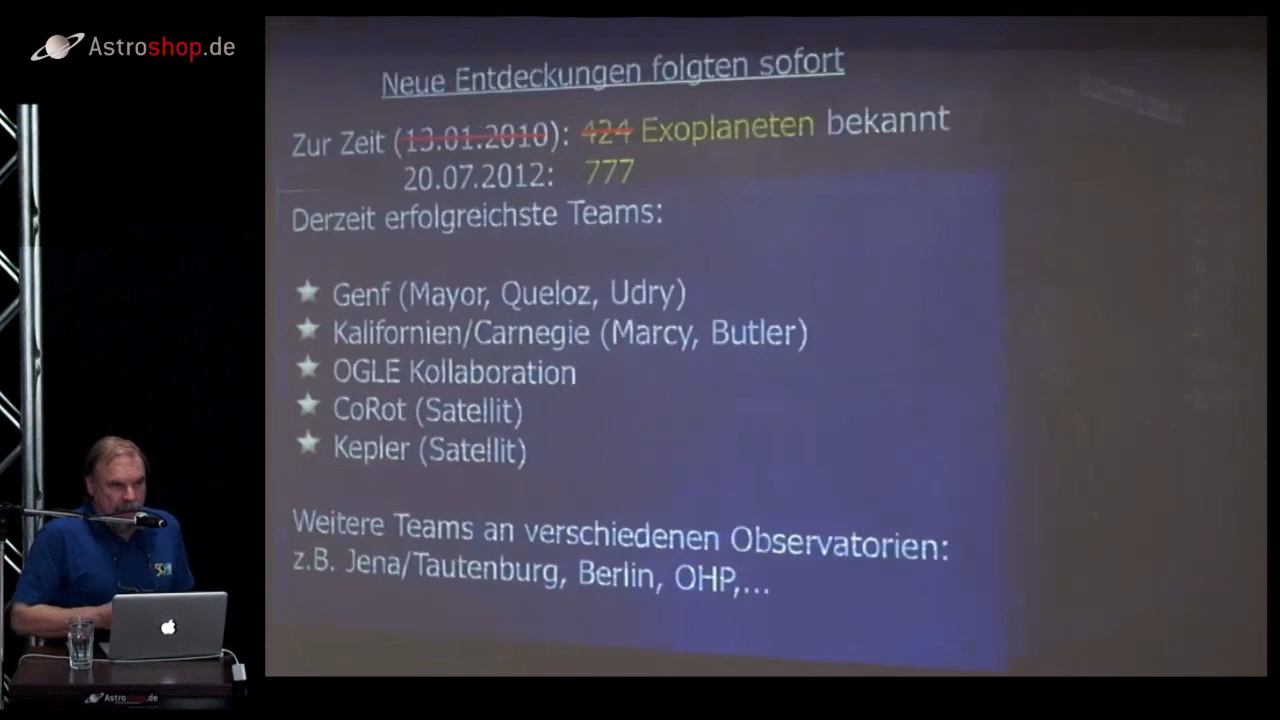 Astroshop.de
Neue Entdeckungen folgten sofort
Zur Zeit (13.01.2010): 424 Exoplaneten bekannt
20.07.2012: 777
Derzeit erfolgreichste Teams:
Genf (Mayor, Queloz, Udry)
Kalifornien/Carnegie (Marcy, Butler)
OGLE Kollaboration
CoRot (Satellit)
Kepler (Satellit)
Weitere Teams an verschiedenen Observatorien:
z.B. Jena/Tautenburg, Berlin, OHP,...
Astroshop.de